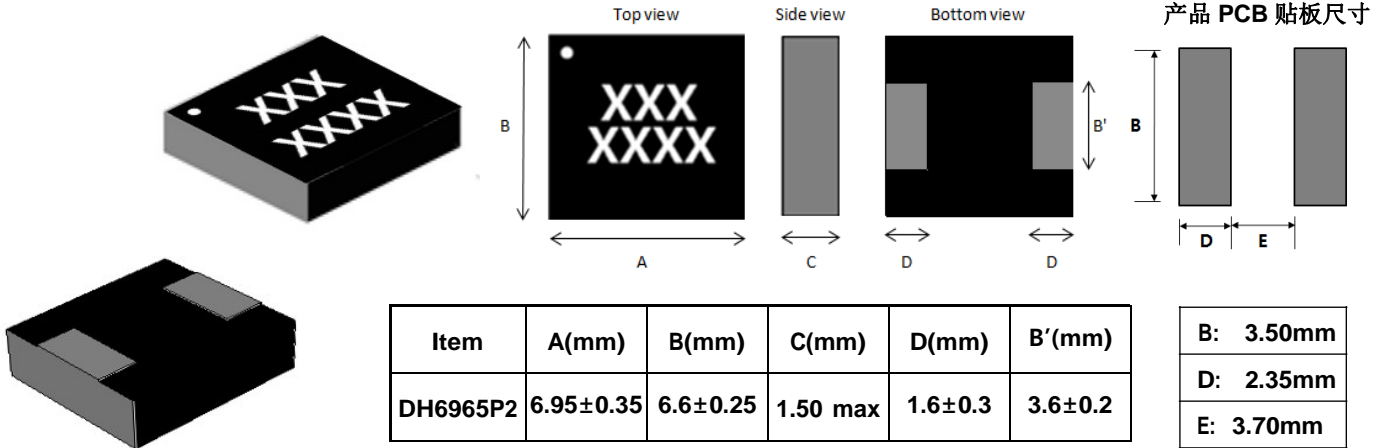 Top view
Side view
Bottom view
产品 PCB 贴板尺寸
XXX
XXXX
XXX
XXXX
B
A
C
B'
D
D
B
D
E
Item A(mm) B(mm) C(mm) D(mm) B′(mm)
DH6965P2 6.95±0.35 6.6±0.25 1.50 max 1.6±0.3 3.6±0.2
B: 3.50mm
D: 2.35mm
E: 3.70mm